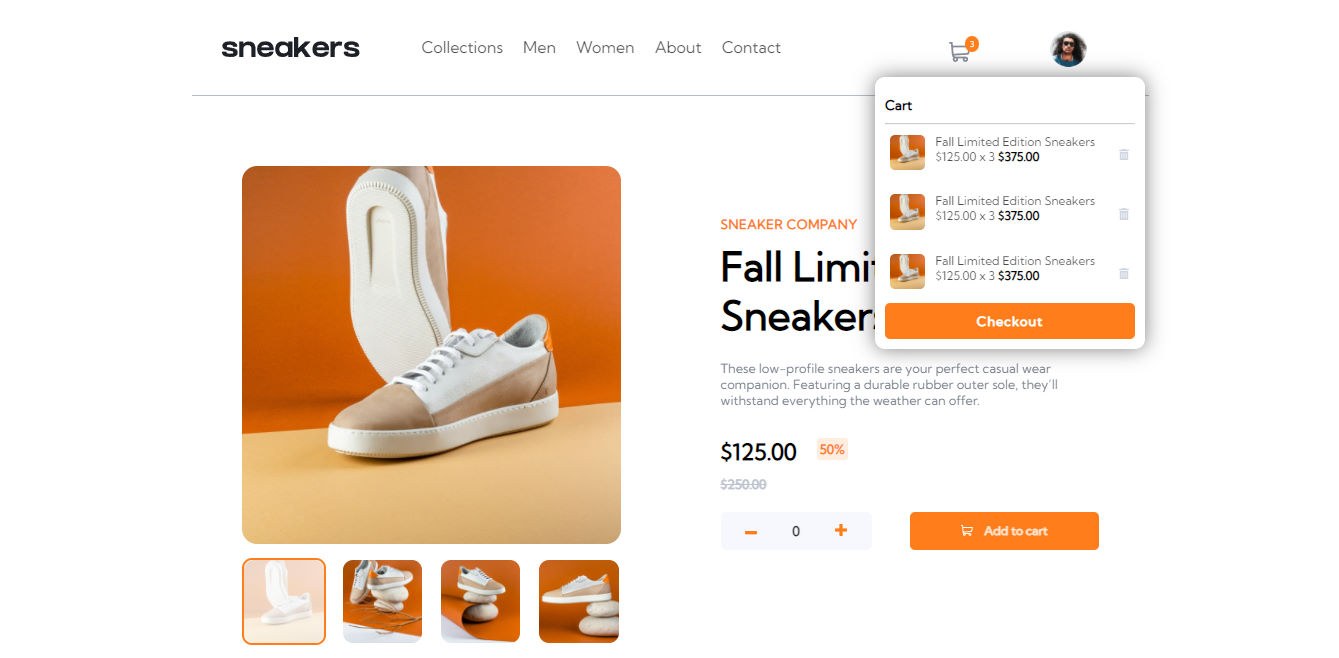 sneakers
Collections Men Women About Contact
3
Cart
Fall Limited Edition Sneakers
$125.00 x 3 $375.00
Fall Limited Edition Sneakers
$125.00 x 3 $375.00
Fall Limited Edition Sneakers
$125.00 x 3 $375.00
Checkout
SNEAKER COMPANY
Fall Limi
Sneaker
These low-profile sneakers are your perfect casual wear
companion. Featuring a durable rubber outer sole, they'll
withstand everything the weather can offer.
$125.00 50%
$250.00
0
Add to cart